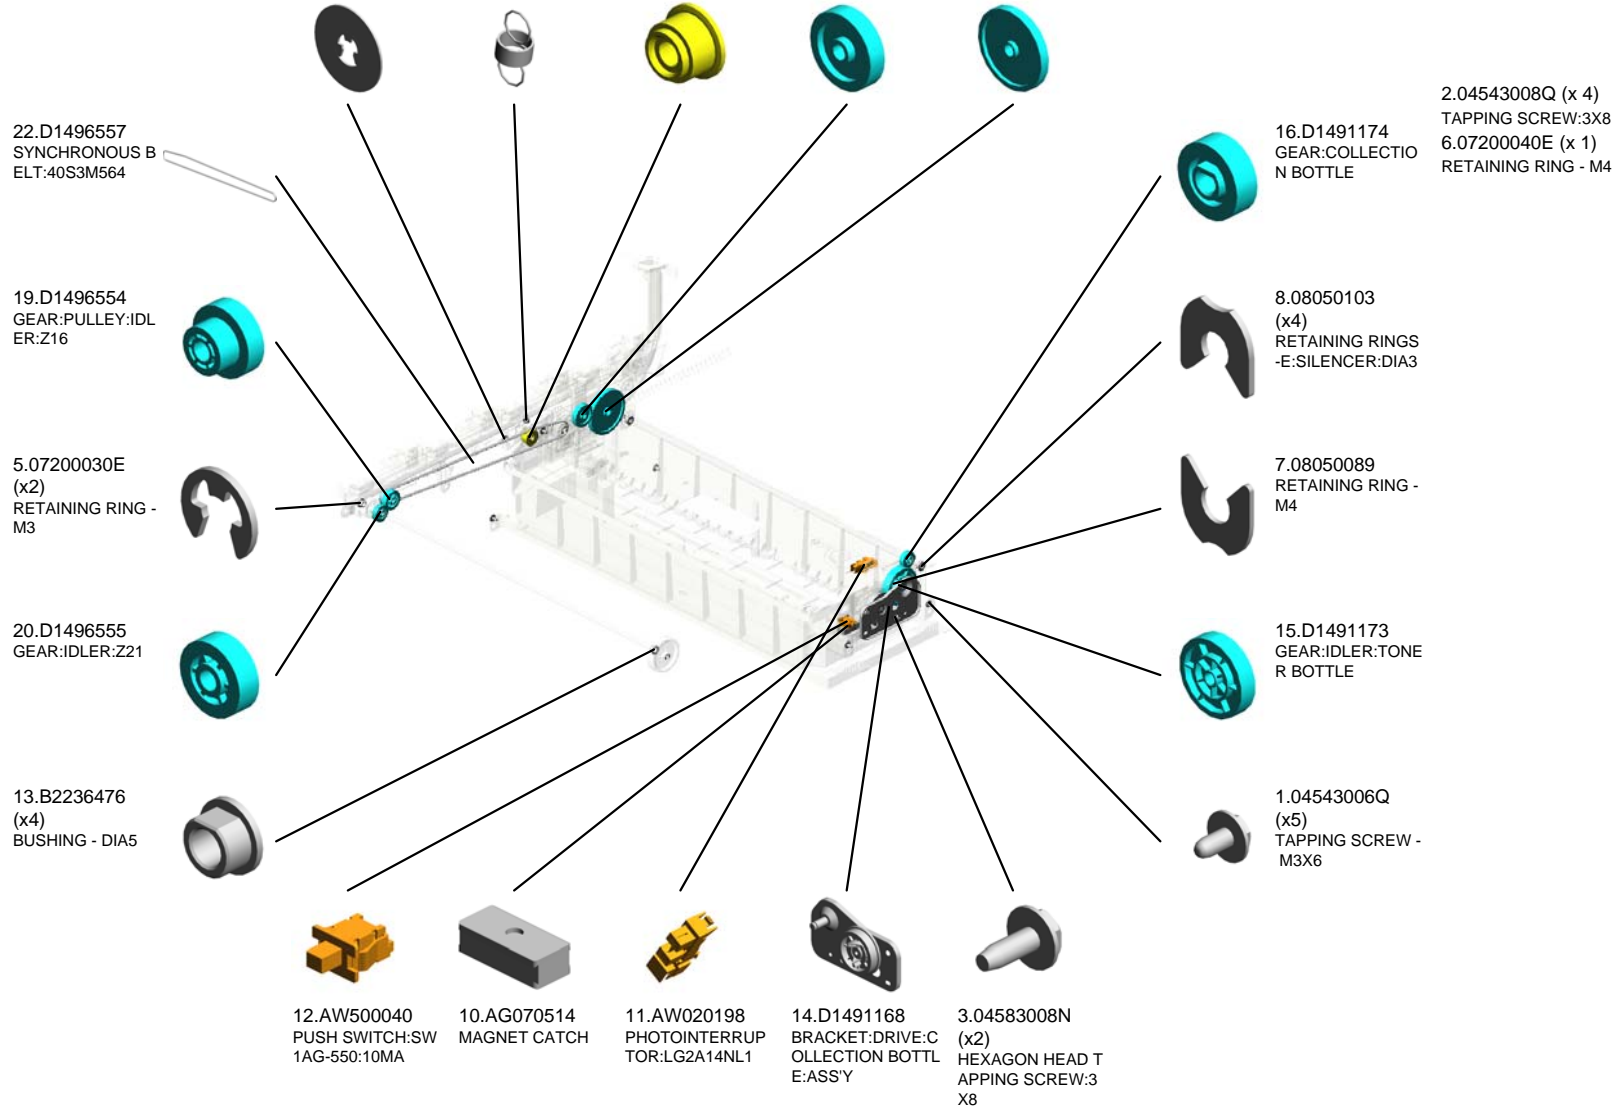 2.04543008Q (x 4)
TAPPING SCREW:3X8
6.07200040E (x 1)
RETAINING RING - M4
22.D1496557
SYNCHRONOUS B
ELT:40S3M564
16.D1491174
GEAR:COLLECTIO
N BOTTLE
19.D1496554
GEAR:PULLEY:IDL
ER:Z16
8.08050103
(x4)
RETAINING RINGS
-E:SILENCER:DIA3
5.07200030E
(x2)
RETAINING RING -
M3
7.08050089
RETAINING RING -
M4
20.D1496555
GEAR:IDLER:Z21
15.D1491173
GEAR:IDLER:TONE
R BOTTLE
13.B2236476
(x4)
BUSHING - DIA5
1.04543006Q
(x5)
TAPPING SCREW -
M3X6
12.AW500040
PUSH SWITCH:SW
1AG-550:10MA
10.AG070514
MAGNET CATCH
11.AW020198
PHOTOINTERRUP
TOR:LG2A14NL1
14.D1491168
BRACKET:DRIVE:C
OLLECTION BOTTL
E:ASS'Y
3.04583008N
(x2)
HEXAGON HEAD T
APPING SCREW:3
X8